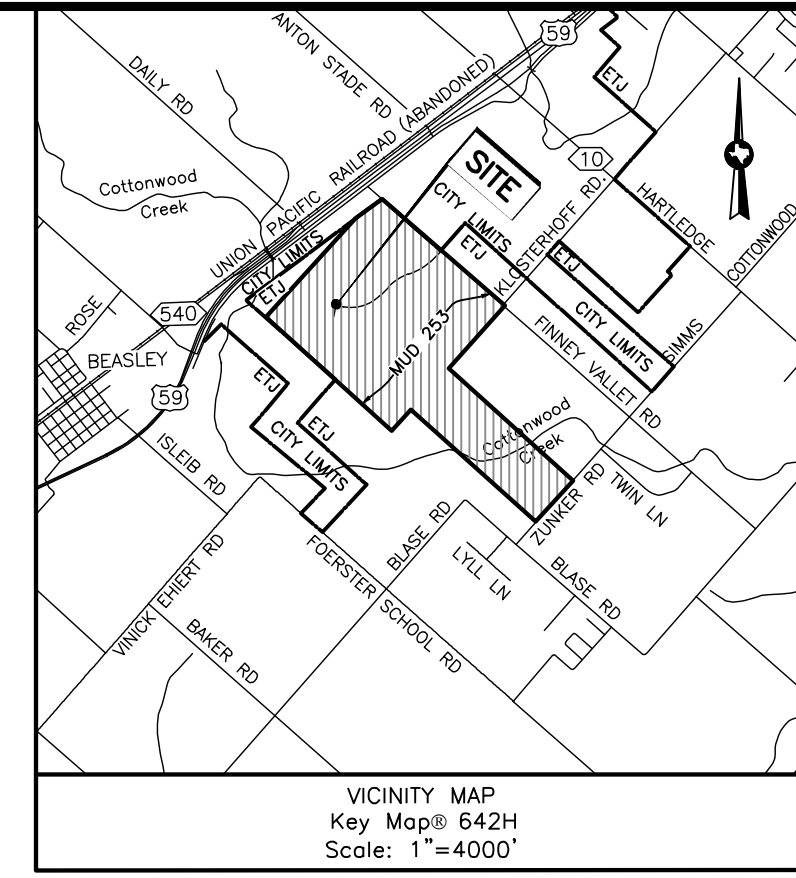 59
ANTON STADE RD
DAILY RD
ETJ
UNION PACIFIC RAILROAD (ABANDONED)
SITE
10
Cottonwood
Creek
CITY LIMITS
ETJ
KLOSTERHOFF RD.
HARTLEDGE
COTTONWOOD
CITY LIMITS
ETJ
ETJ
CITY LIMITS
540
ROSE
BEASLEY
59
MUD 253
FINNEY VALLET RD
SIMMS
ETJ
ETJ
CITY LIMITS
Cottonwood
Creek
ISLEIB RD
ZUNKER RD
TWIN LN
BLASE RD
LYLL LN
BLASE RD
FOERSTER SCHOOL RD
VINICK EHIERT RD
BAKER RD
VICINITY MAP
Key Map® 642H
Scale: 1"=4000'